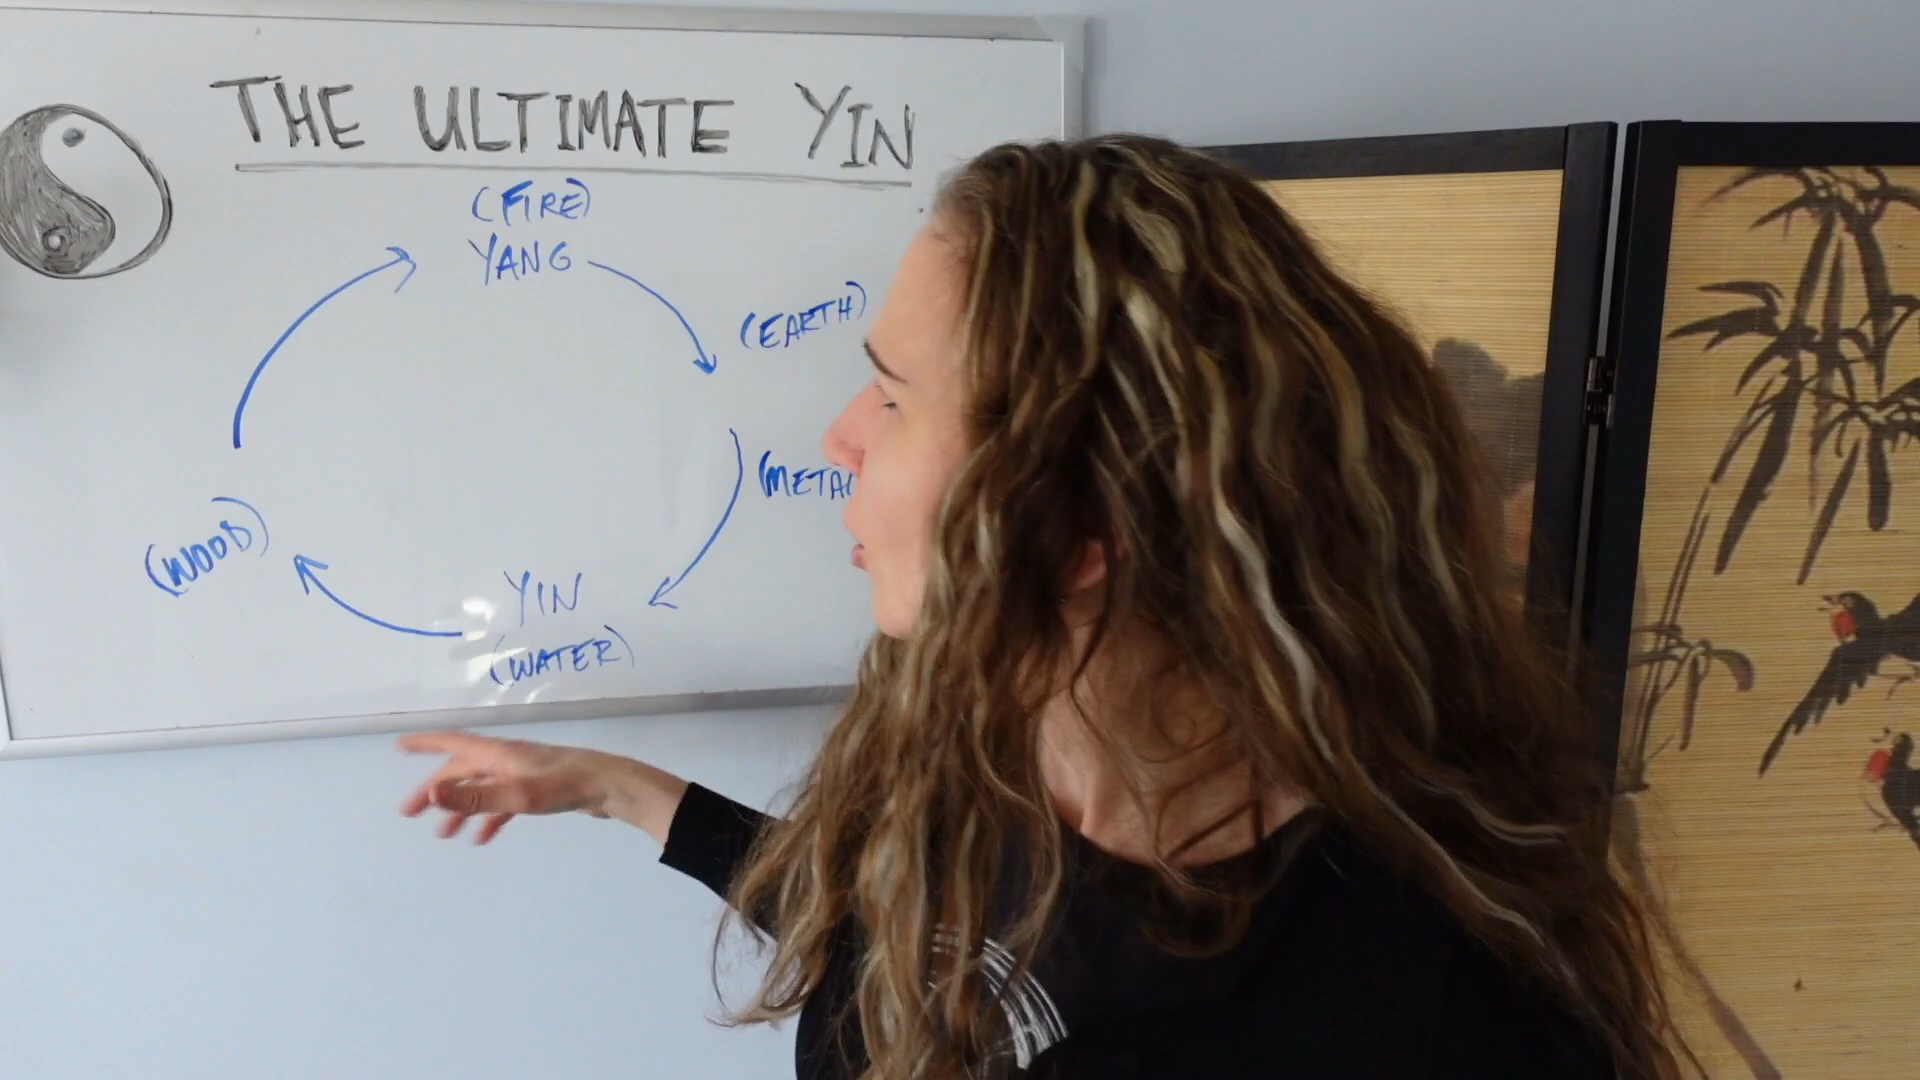 THE ULTIMATE YIN
(FIRE)
YANG
(EARTH)
(WOOD)
YIN
(WATER)